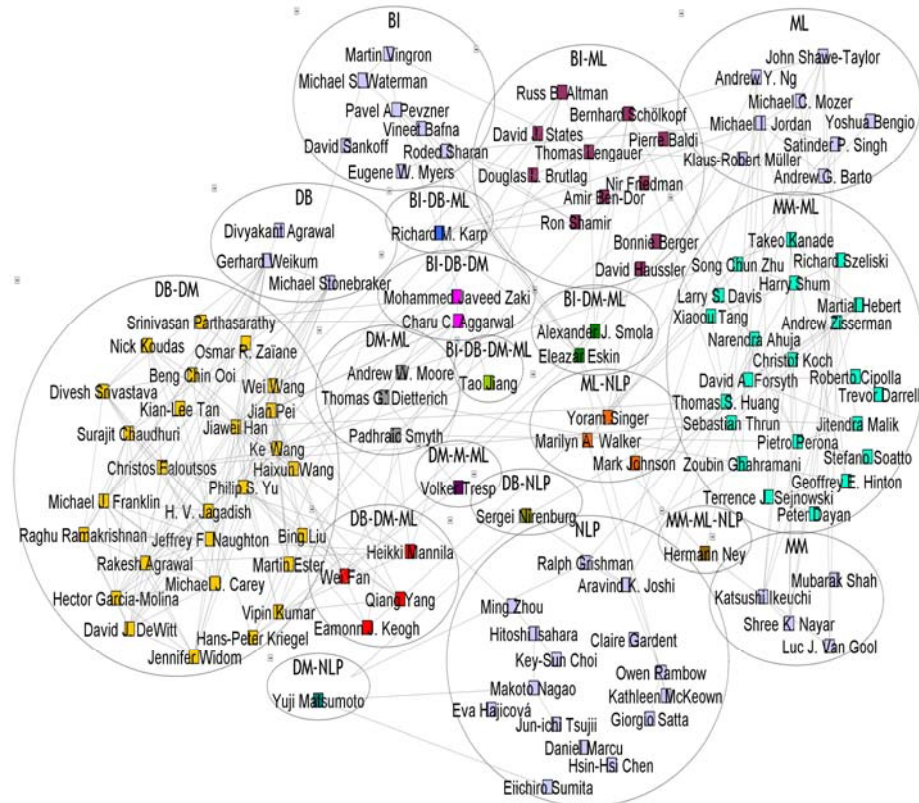 BI
Martin Vingron
Michael S. Waterman
Pavel A. Pevzner
Vineet Bafna
David Sankoff
Roded Sharan
Eugene W. Myers
BI-ML
Russ B. Altman
Bernhard Schölkopf
David J. States
Pierre Baldi
Thomas Lengauer
Douglas L. Brutlag
Nir Friedman
Amir Ben-Dor
Ron Shamir
Bonnie Berger
David Haussler
ML
John Shawe-Taylor
Andrew Y. Ng
Michael C. Mozer
Michael I. Jordan
Yoshua Bengio
Satinder P. Singh
Klaus-Robert Müller
Andrew G. Barto
DB
Divyakant Agrawal
Gerhard Weikum
Michael Stonebraker
BI-DB-ML
Richard M. Karp
BI-DB-DM
Mohammed Javeed Zaki
Charu C. Aggarwal
BI-DM-ML
Alexander J. Smola
Eleazar Eskin
MM-ML
Takeo Kanade
Song Chun Zhu
Richard Szeliski
Harry Shum
Larry S. Davis
Martial Hebert
Xiaoou Tang
Andrew Zisserman
Narendra Ahuja
Christof Koch
David A. Forsyth
Roberto Cipolla
Trevor Darrell
Thomas S. Huang
Sebastian Thrun
Jitendra Malik
Pietro Perona
Stefano Soatto
Zoubin Ghahramani
Geoffrey E. Hinton
Terrence J. Sejnowski
Peter Dayan
DB-DM
Srinivasan Parthasarathy
Nick Koudas
Osmar R. Zaïane
Beng Chin Ooi
Wei Wang
Divesh Srivastava
Kian-Lee Tan
Jian Pei
Jiawei Han
Surajit Chaudhuri
Ke Wang
Christos Faloutsos
Haixun Wang
Philip S. Yu
Michael J. Franklin
H. V. Jagadish
Raghu Ramakrishnan
Jeffrey F. Naughton
Bing Liu
Rakesh Agrawal
Martin Ester
Michael J. Carey
Hector Garcia-Molina
Vipin Kumar
David J. DeWitt
Hans-Peter Kriegel
Jennifer Widom
DM-ML
Andrew W. Moore
Thomas G. Dietterich
Padhraic Smyth
BI-DB-DM-ML
Tao Jiang
ML-NLP
Yoram Singer
Marilyn A. Walker
Mark Johnson
DM-M-ML
Volker Tresp
DB-NLP
Sergei Nirenburg
DB-DM-ML
Heikki Mannila
Wei Fan
Qiang Yang
Eamonn J. Keogh
MM-ML-NLP
Hermann Ney
NLP
Ralph Grishman
Aravind K. Joshi
Ming Zhou
Hitoshi Isahara
Claire Gardent
Key-Sun Choi
Owen Rambow
Makoto Nagao
Kathleen McKeown
Eva Hajicová
Jun-ichi Tsujii
Giorgio Satta
Daniel Marcu
Hsin-Hsi Chen
Eiichiro Sumita
MM
Mubarak Shah
Katsushi Ikeuchi
Shree K. Nayar
Luc J. Van Gool
DM-NLP
Yuji Matsumoto